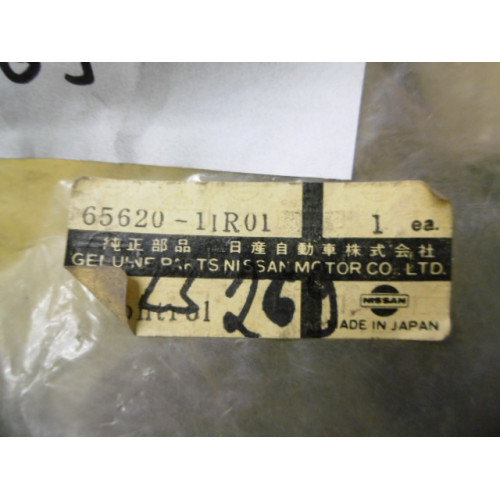 65620-11R01 1 ea.
純正部品 日産自動車株式会社
GENUINE PARTS NISSAN MOTOR CO., LTD.
NISSAN
ontrol
MADE IN JAPAN